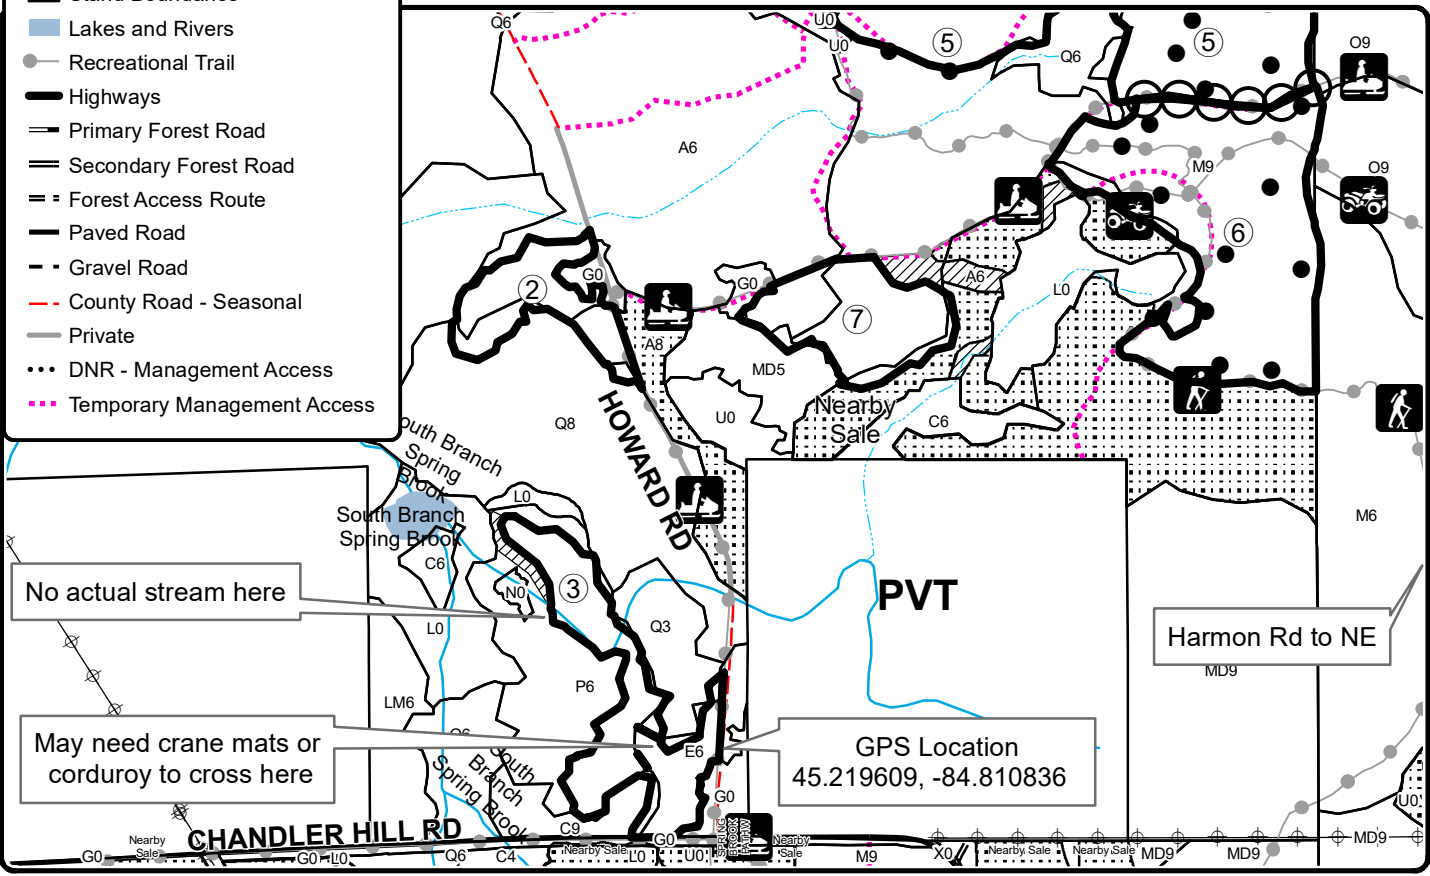 Lakes and Rivers
Recreational Trail
Highways
Primary Forest Road
Secondary Forest Road
Forest Access Route
Paved Road
Gravel Road
County Road - Seasonal
Private
DNR - Management Access
Temporary Management Access
Q6
U0
U0
5
Q6
5
O9
A6
M9
O9
6
2
G0
G0
A6
L0
7
A8
MD5
Nearby
Sale
U0
C6
Q8
HOWARD RD
South Branch
Spring
Brook
L0
South Branch
Spring Brook
M6
C6
No actual stream here
N0
3
PVT
L0
Q3
Harmon Rd to NE
MD9
P6
LM6
May need crane mats or
corduroy to cross here
Q6
E6
GPS Location
45.219609, -84.810836
South
Branch
Spring Brook
G0
U0
CHANDLER HILL RD
C9
G0
SPRING
BROOK
PATHW
Nearby
Sale
Nearby
Sale
MD9
G0
G0
L0
Q6
C4
Nearby Sale
L0
U0
M9
X0
Nearby Sale
Nearby Sale
MD9
MD9